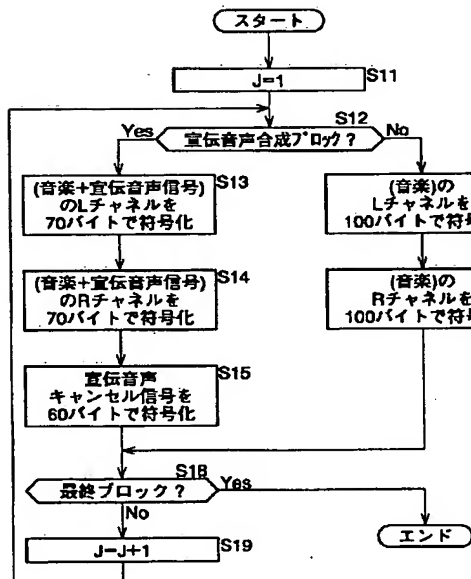 スタート
J=1
S11
S12
宣伝音声合成ブロック?
Yes
No
S13
(音楽+宣伝音声信号)
のLチャネルを
70バイトで符号化
(音楽)の
Lチャネルを
100バイトで符号
S14
(音楽+宣伝音声信号)
のRチャネルを
70バイトで符号化
(音楽)の
Rチャネルを
100バイトで符号
S15
宣伝音声
キャンセル信号を
60バイトで符号化
S18
最終ブロック?
Yes
No
エンド
J=J+1
S19